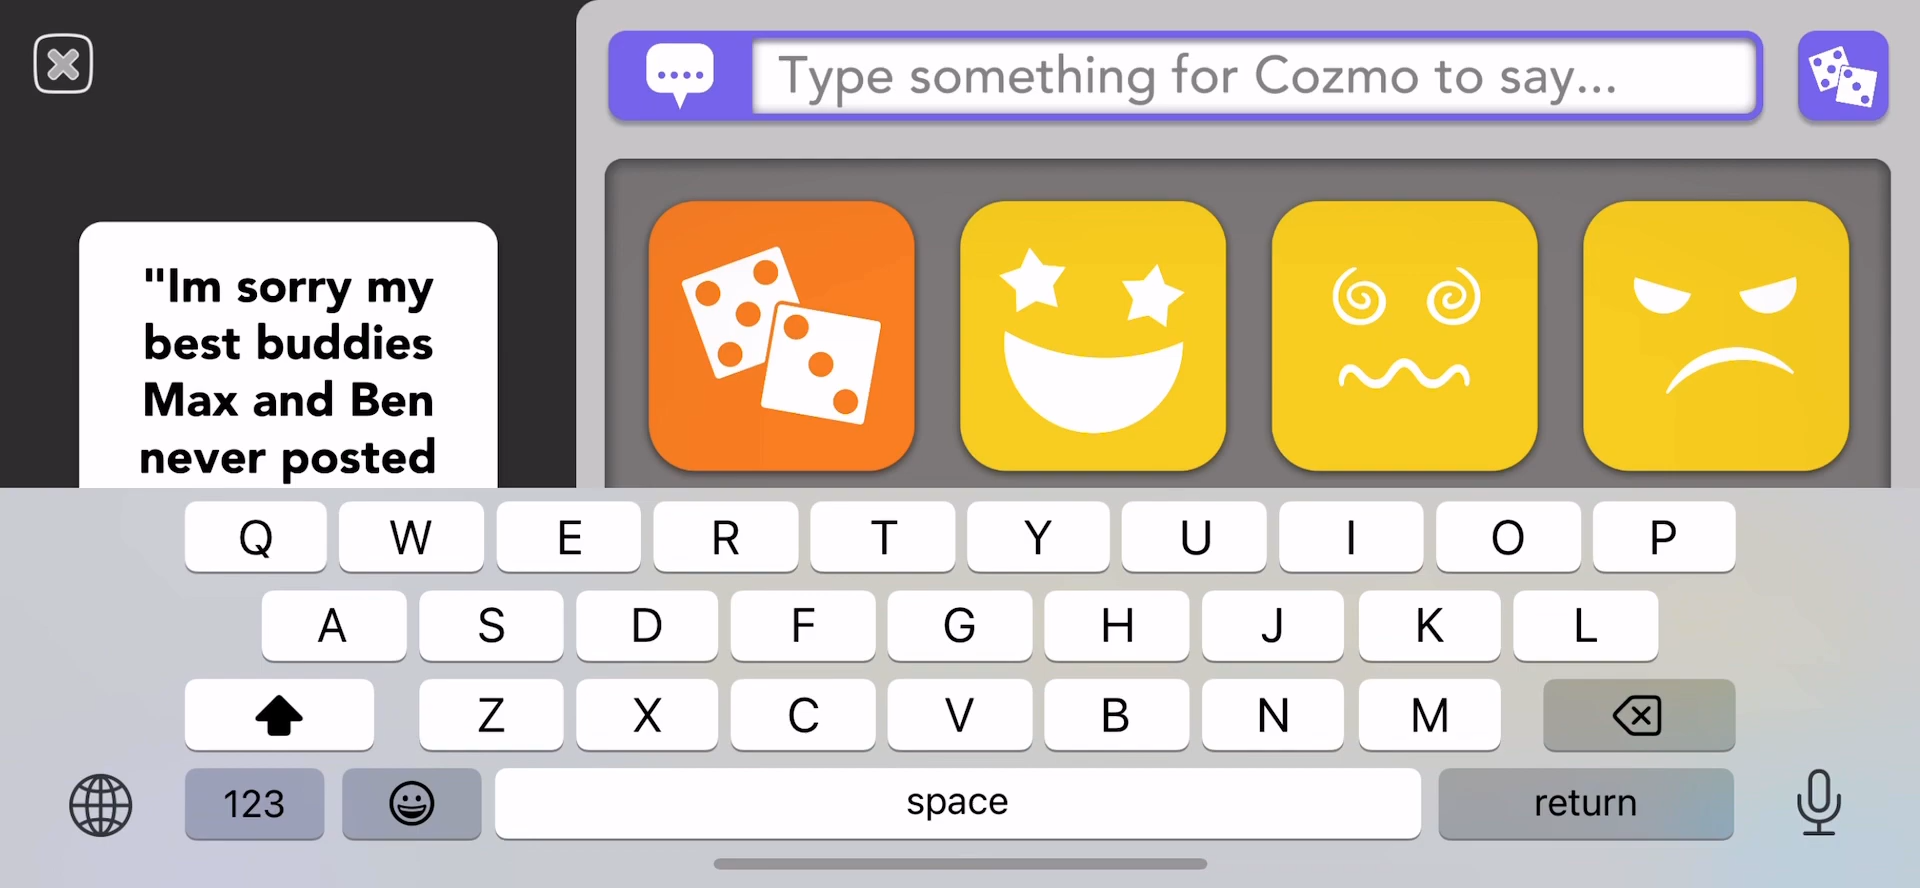 Type something for Cozmo to say...
"Im sorry my
best buddies
Max and Ben
never posted
Q W E R T Y U I O P
A S D F G H J K L
Z X C V B N M
123 space return